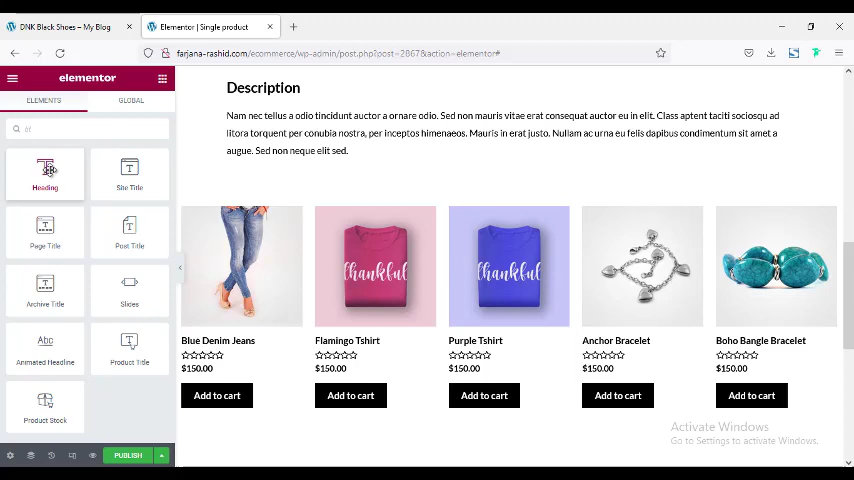 DNK Black Shoes — My Blog
Elementor | Single product
farjana-rashid.com/ecommerce/wp-admin/post.php?post=2867&action=elementor#
elementor
ELEMENTS
GLOBAL
tit
Heading
Site Title
Page Title
Post Title
Archive Title
Slides
Abc
Animated Headline
Product Title
Product Stock
PUBLISH
Description
Nam nec tellus a odio tincidunt auctor a ornare odio. Sed non mauris vitae erat consequat auctor eu in elit. Class aptent taciti sociosqu ad
litora torquent per conubia nostra, per inceptos himenaeos. Mauris in erat justo. Nullam ac urna eu felis dapibus condimentum sit amet a
augue. Sed non neque elit sed.
thankful
thankful
Blue Denim Jeans
Flamingo Tshirt
Purple Tshirt
Anchor Bracelet
Boho Bangle Bracelet
$150.00
$150.00
$150.00
$150.00
$150.00
Add to cart
Add to cart
Add to cart
Add to cart
Add to cart
Activate Windows
Go to Settings to activate Windows.